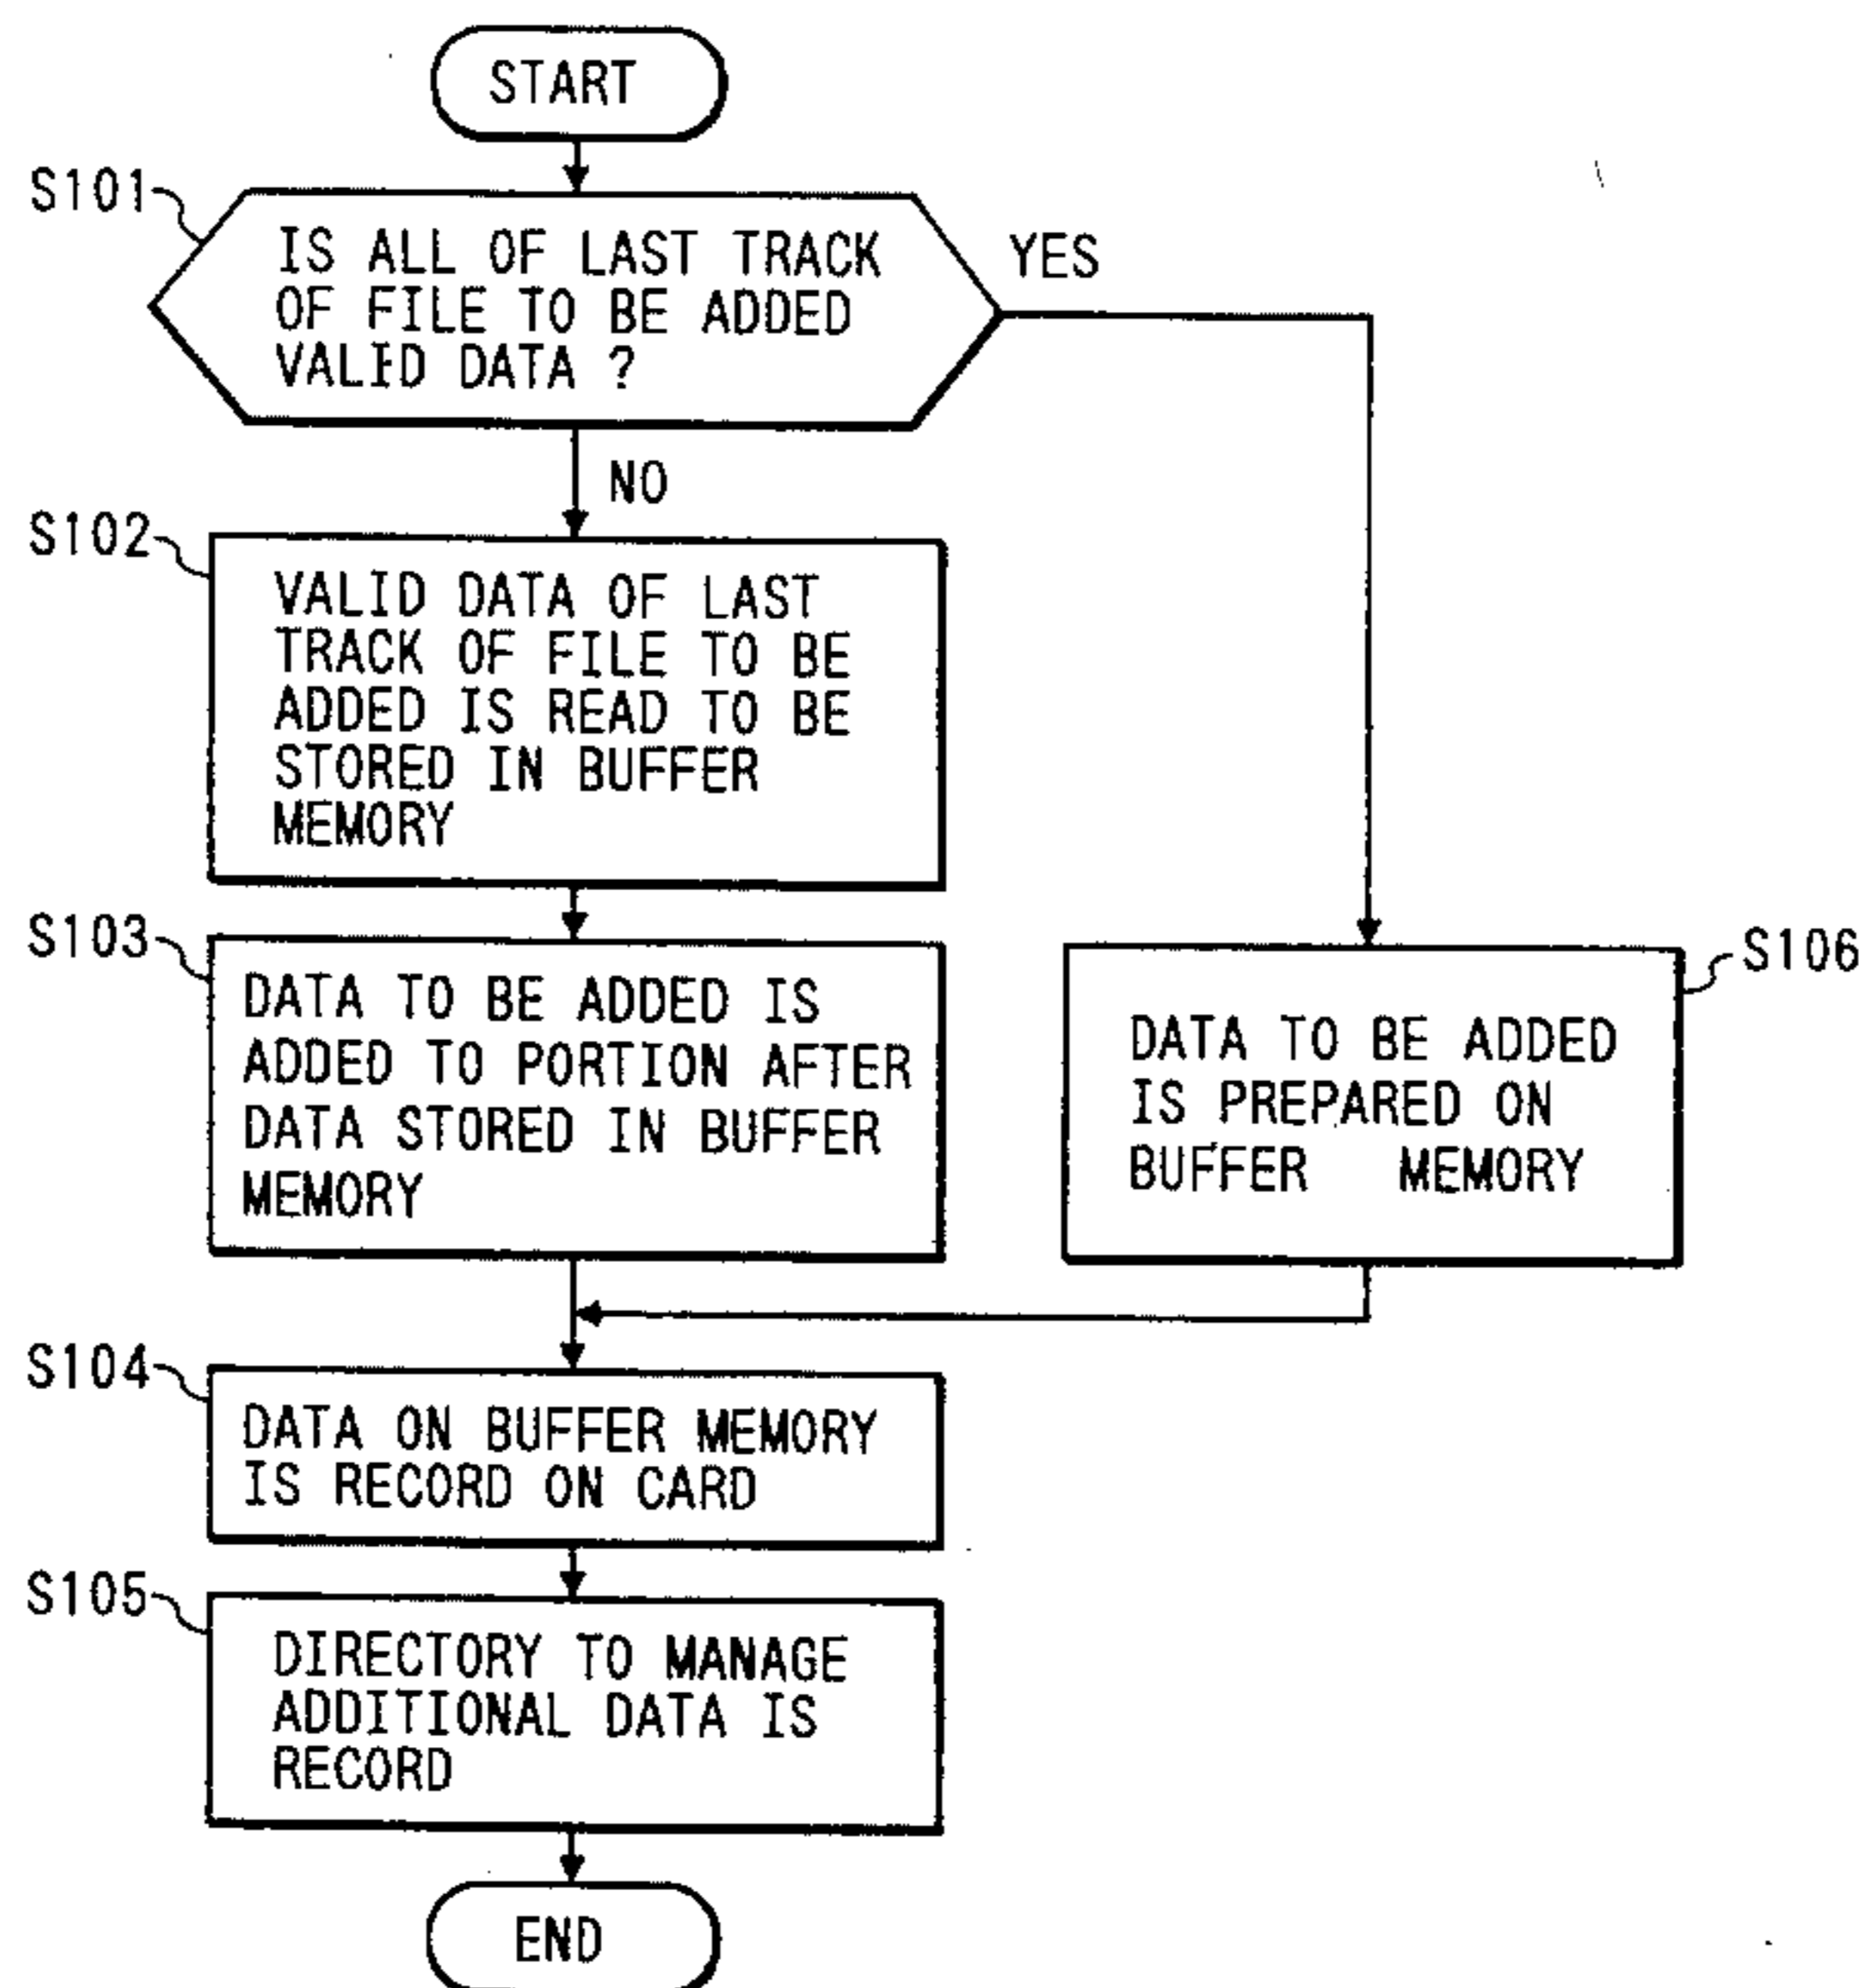 START
S101
IS ALL OF LAST TRACK
OF FILE TO BE ADDED
VALID DATA ?
YES
NO
S102
VALID DATA OF LAST
TRACK OF FILE TO BE
ADDED IS READ TO BE
STORED IN BUFFER
MEMORY
S103
DATA TO BE ADDED IS
ADDED TO PORTION AFTER
DATA STORED IN BUFFER
MEMORY
S106
DATA TO BE ADDED
IS PREPARED ON
BUFFER MEMORY
S104
DATA ON BUFFER MEMORY
IS RECORD ON CARD
S105
DIRECTORY TO MANAGE
ADDITIONAL DATA IS
RECORD
END